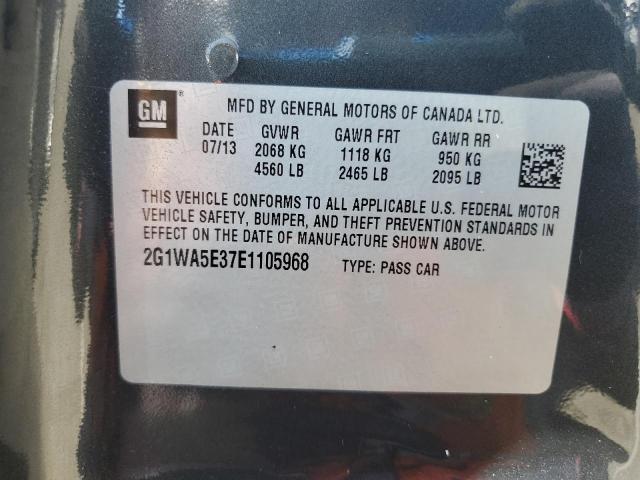 GM ® MFD BY GENERAL MOTORS OF CANADA LTD.
DATE GVWR GAWR FRT GAWR RR
07/13 2068 KG 1118 KG 950 KG
4560 LB 2465 LB 2095 LB
THIS VEHICLE CONFORMS TO ALL APPLICABLE U.S. FEDERAL MOTOR
VEHICLE SAFETY, BUMPER, AND THEFT PREVENTION STANDARDS IN
EFFECT ON THE DATE OF MANUFACTURE SHOWN ABOVE.
2G1WA5E37E1105968 TYPE: PASS CAR